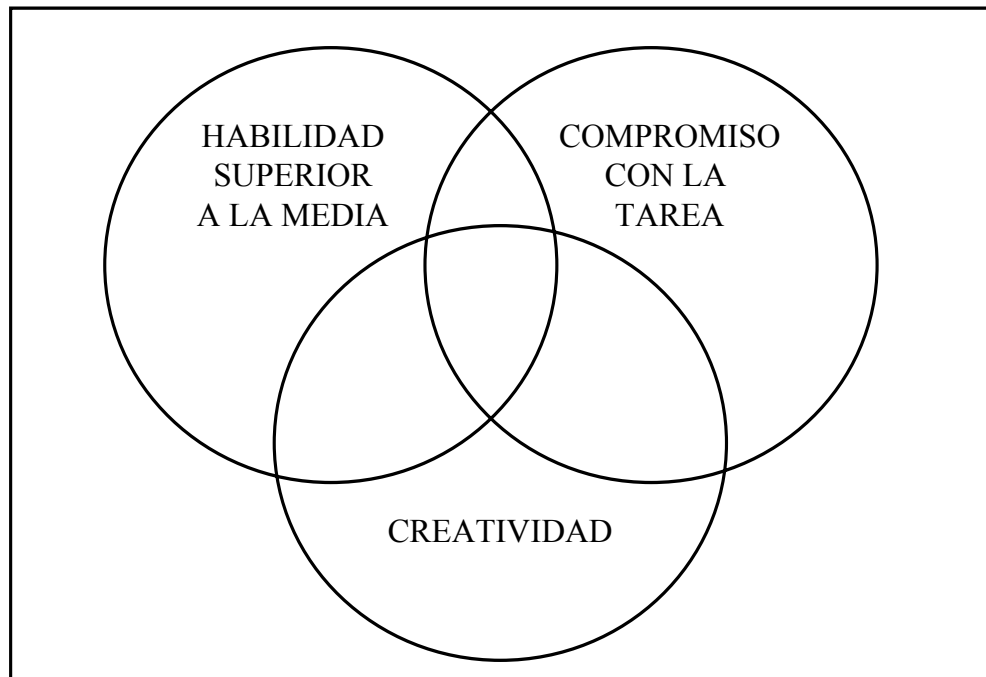 HABILIDAD
SUPERIOR
A LA MEDIA
COMPROMISO
CON LA
TAREA
CREATIVIDAD